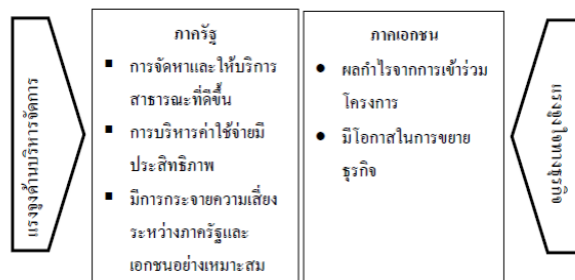 แรงจูงด้านบริหารจัดการ
ภาครัฐ
▪ การจัดหาและให้บริการ
สาธารณะที่ดีขึ้น
▪ การบริหารค่าใช้จ่ายมี
ประสิทธิภาพ
▪ มีการกระจายความเสี่ยง
ระหว่างภาครัฐและ
เอกชนอย่างเหมาะสม
ภาคเอกชน
● ผลกำไรจากการเข้าร่วม
โครงการ
● มีโอกาสในการขยาย
ธุรกิจ
แรงจูงใจทางธุรกิจ